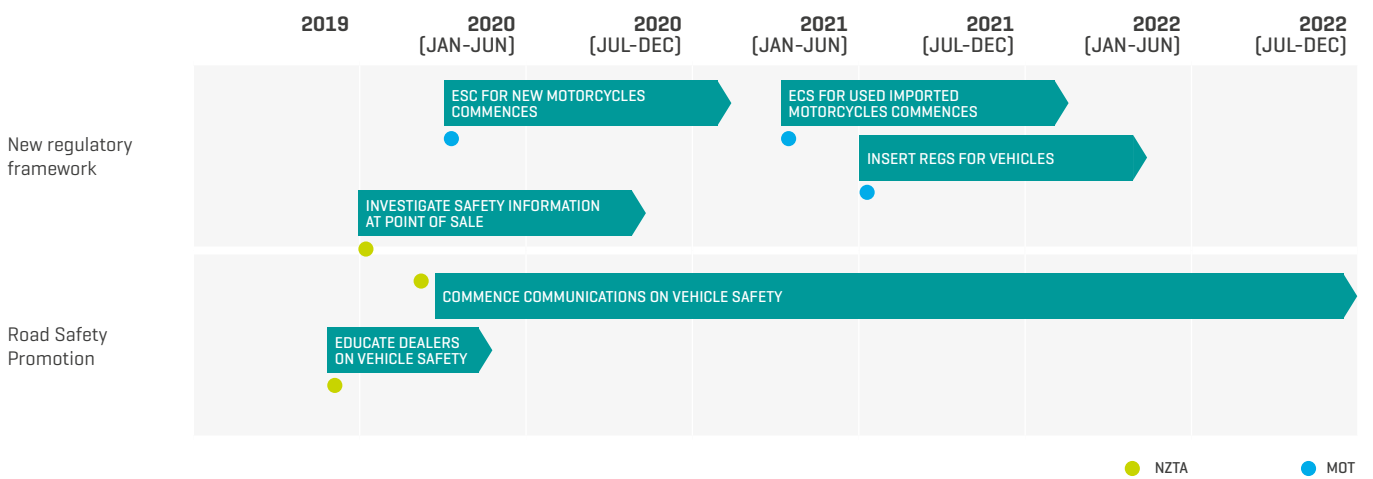 2019
2020
[JAN-JUN]
2020
[JUL-DEC]
2021
[JAN-JUN]
2021
[JUL-DEC]
2022
[JAN-JUN]
2022
[JUL-DEC]
New regulatory
framework
ESC FOR NEW MOTORCYCLES
COMMENCES
ECS FOR USED IMPORTED
MOTORCYCLES COMMENCES
INSERT REGS FOR VEHICLES
INVESTIGATE SAFETY INFORMATION
AT POINT OF SALE
Road Safety
Promotion
COMMENCE COMMUNICATIONS ON VEHICLE SAFETY
EDUCATE DEALERS
ON VEHICLE SAFETY
NZTA
MOT